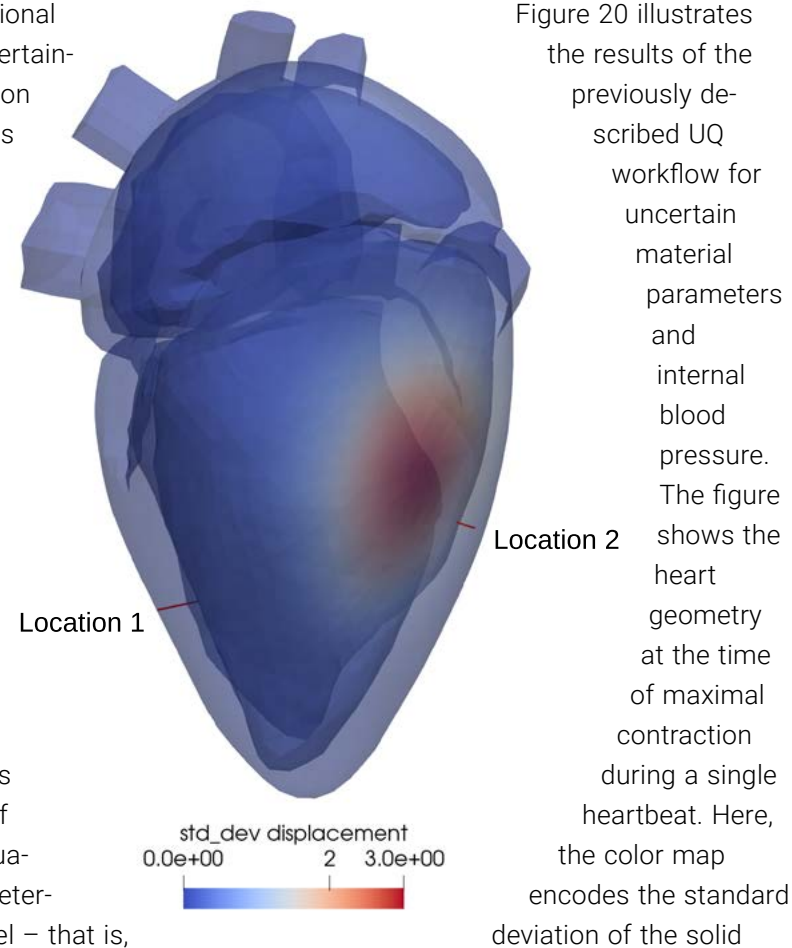 ional
ertain-
on
s
s
f
ua-
eter-
el – that is,
Location 1
Location 2
std_dev displacement
0.0e+00 2 3.0e+00
Figure 20 illustrates
the results of the
previously de-
scribed UQ
workflow for
uncertain
material
parameters
and
internal
blood
pressure.
The figure
shows the
heart
geometry
at the time
of maximal
contraction
during a single
heartbeat. Here,
the color map
encodes the standard
deviation of the solid